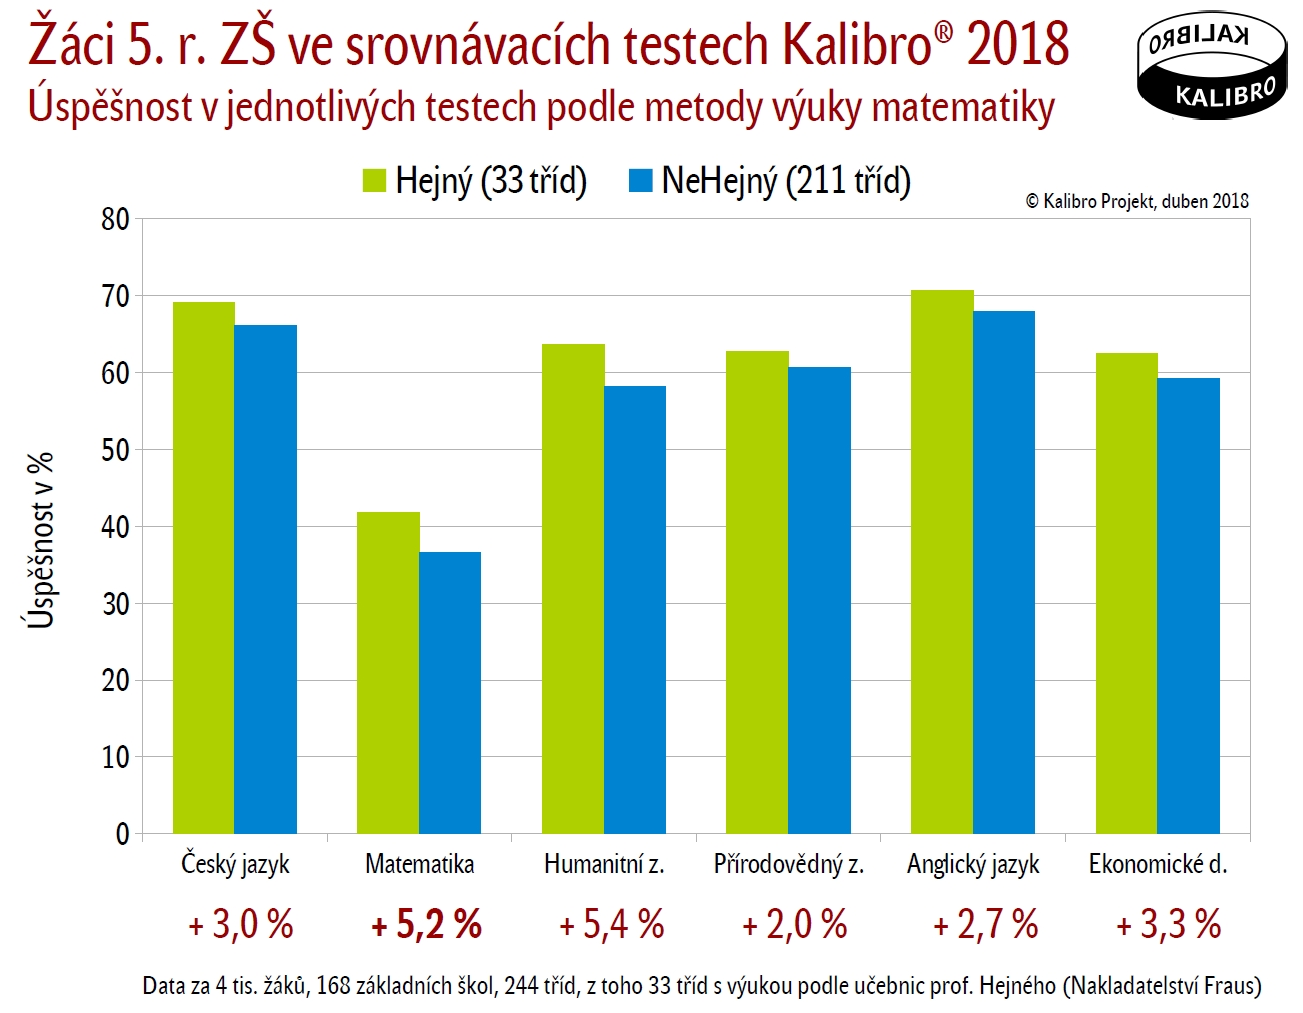 Žáci 5. r. ZŠ ve srovnávacích testech Kalibro® 2018
KALIBRO
KALIBRO
Úspěšnost v jednotlivých testech podle metody výuky matematiky
Hejný (33 tříd)
NeHejný (211 tříd)
© Kalibro Projekt, duben 2018
Úspěšnost v %
80
70
60
50
40
30
20
10
0
Český jazyk
Matematika
Humanitní z.
Přírodovědný z.
Anglický jazyk
Ekonomické d.
+ 3,0 %
+ 5,2 %
+ 5,4 %
+ 2,0 %
+ 2,7 %
+ 3,3 %
Data za 4 tis. žáků, 168 základních škol, 244 tříd, z toho 33 tříd s výukou podle učebnic prof. Hejného (Nakladatelství Fraus)